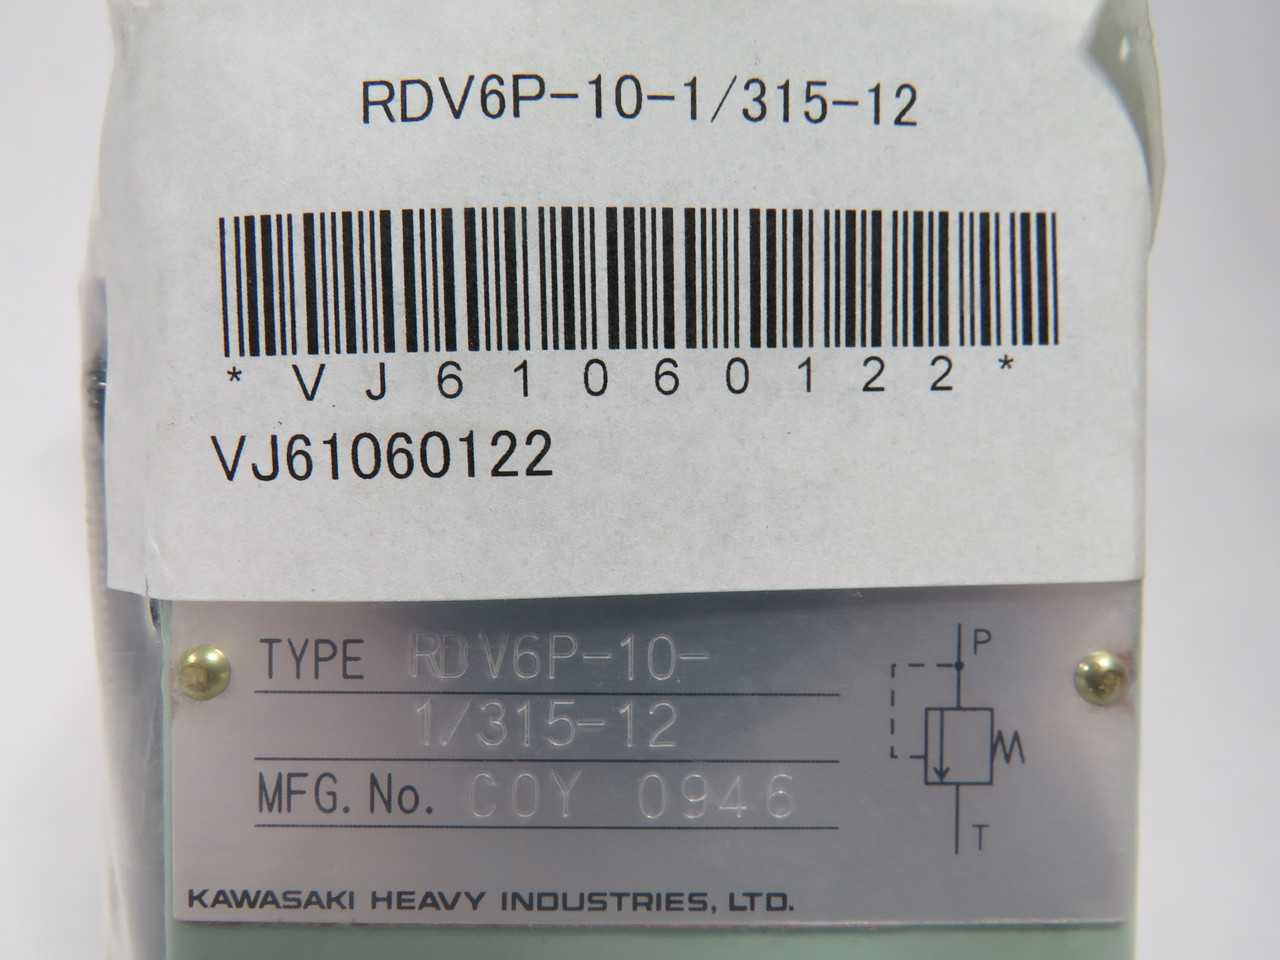 RDV6P-10-1/315-12
*VJ61060122*
VJ61060122
TYPE RDV6P-10-
1/315-12
MFG. No. COY 0946
P
T
KAWASAKI HEAVY INDUSTRIES, LTD.